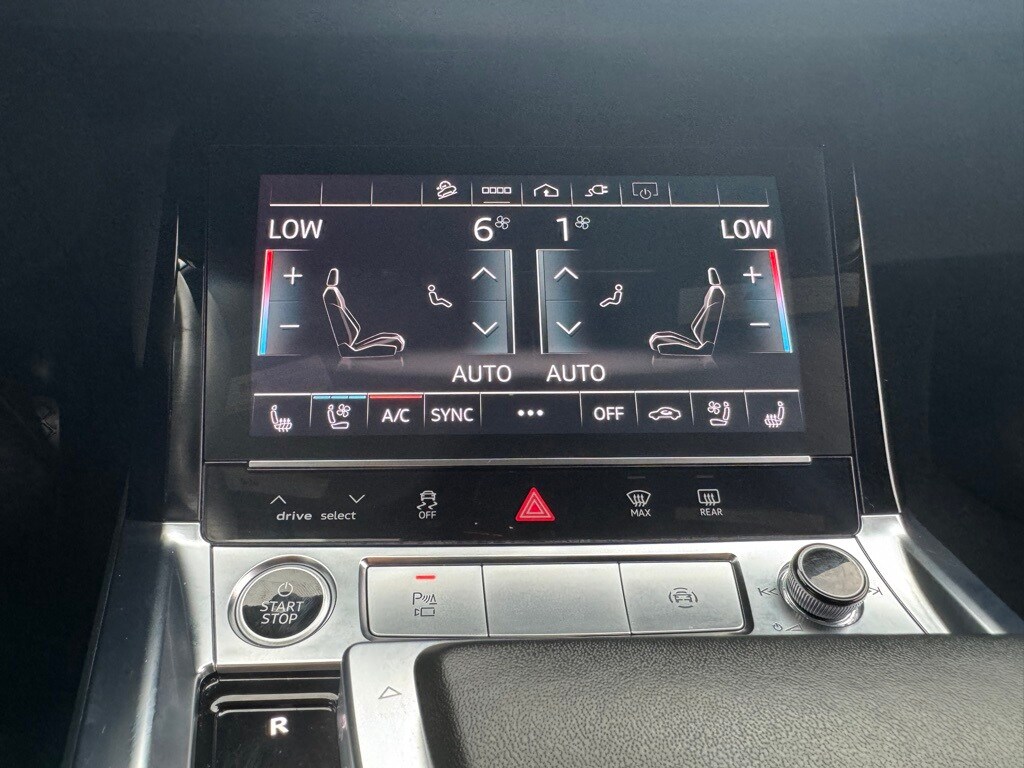 LOW 6 1 LOW
+ +
− −
AUTO AUTO
A/C SYNC ••• OFF
drive select OFF MAX REAR
START
STOP
P
R